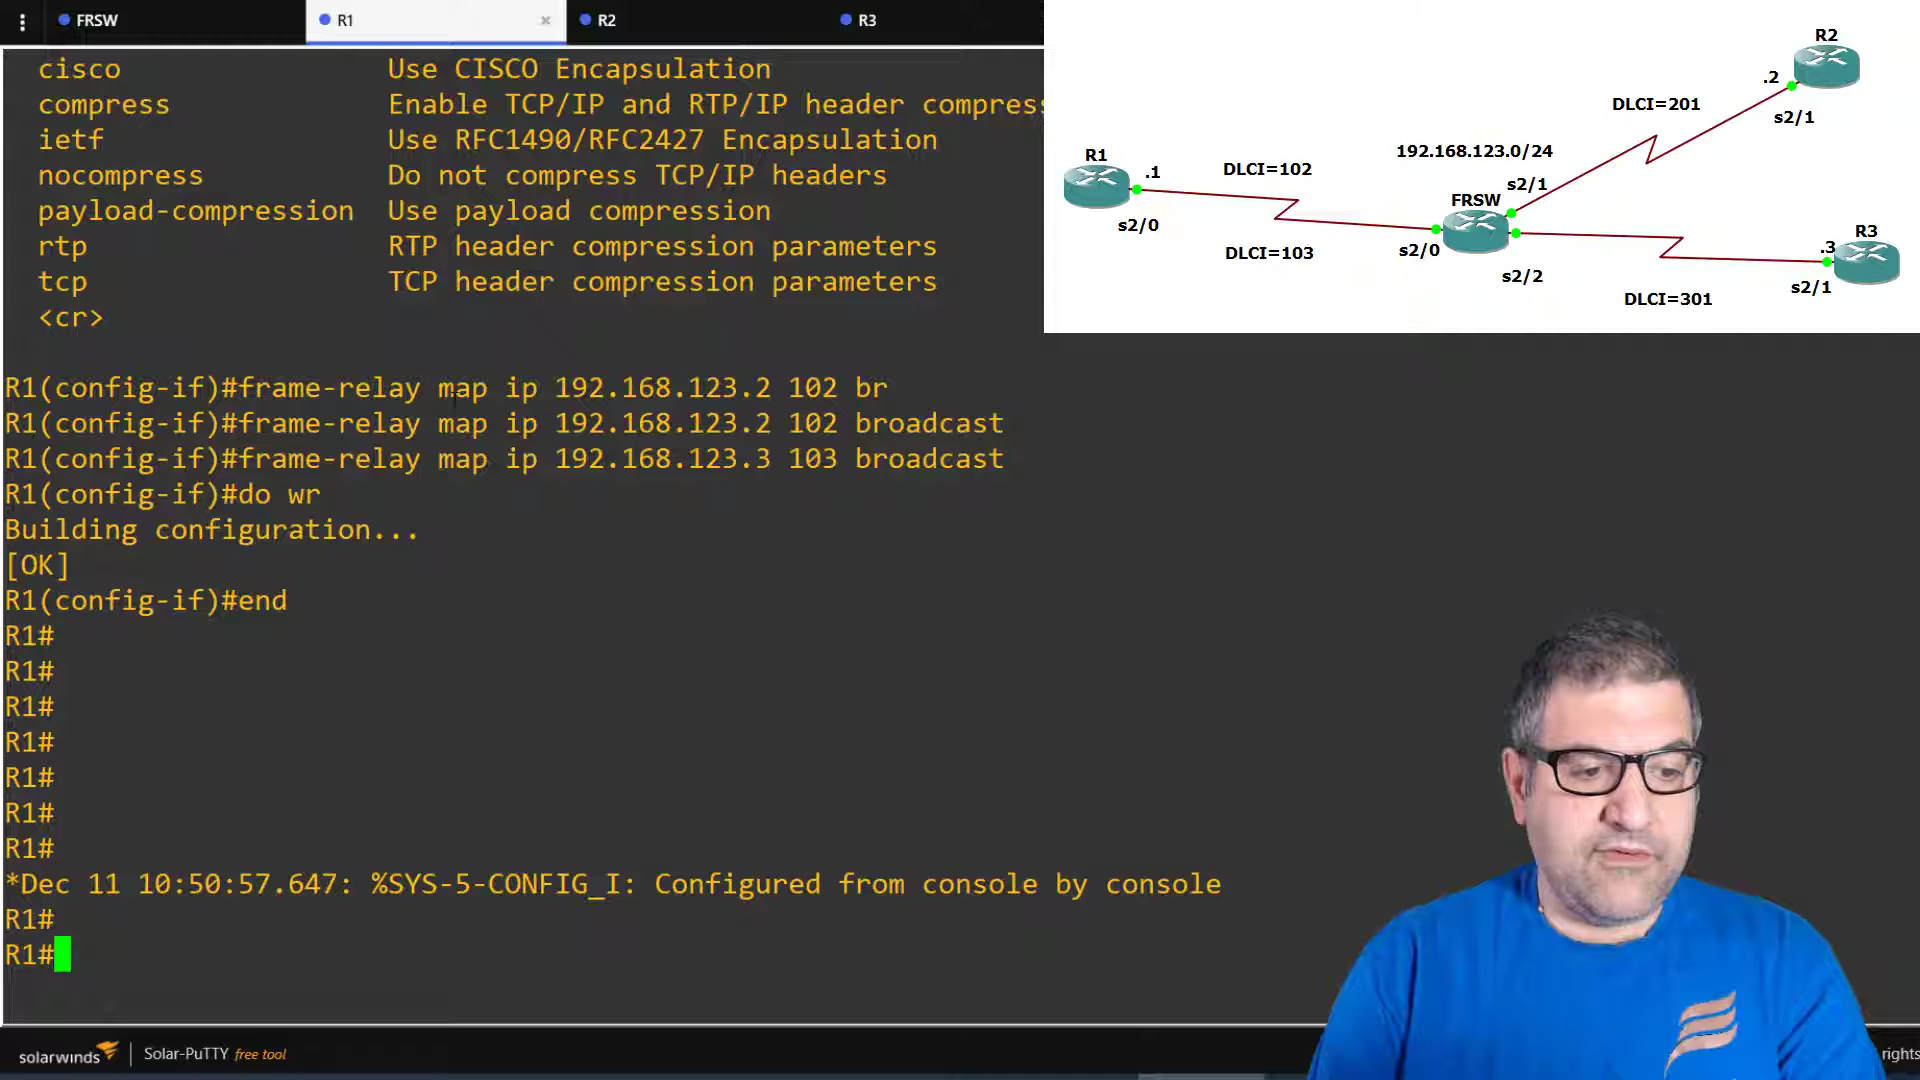 FRSW
R1
R2
R3
cisco Use CISCO Encapsulation
compress Enable TCP/IP and RTP/IP header compres
ietf Use RFC1490/RFC2427 Encapsulation
nocompress Do not compress TCP/IP headers
payload-compression Use payload compression
rtp RTP header compression parameters
tcp TCP header compression parameters
<cr>
R1(config-if)#frame-relay map ip 192.168.123.2 102 br
R1(config-if)#frame-relay map ip 192.168.123.2 102 broadcast
R1(config-if)#frame-relay map ip 192.168.123.3 103 broadcast
R1(config-if)#do wr
Building configuration...
[OK]
R1(config-if)#end
R1#
R1#
R1#
R1#
R1#
R1#
R1#
*Dec 11 10:50:57.647: %SYS-5-CONFIG_I: Configured from console by console
R1#
R1#
R2
.2
DLCI=201
s2/1
192.168.123.0/24
R1
.1
DLCI=102
s2/1
FRSW
s2/0
R3
.3
DLCI=103
s2/0
s2/2
s2/1
DLCI=301
solarwinds
Solar-PuTTY free tool
rights